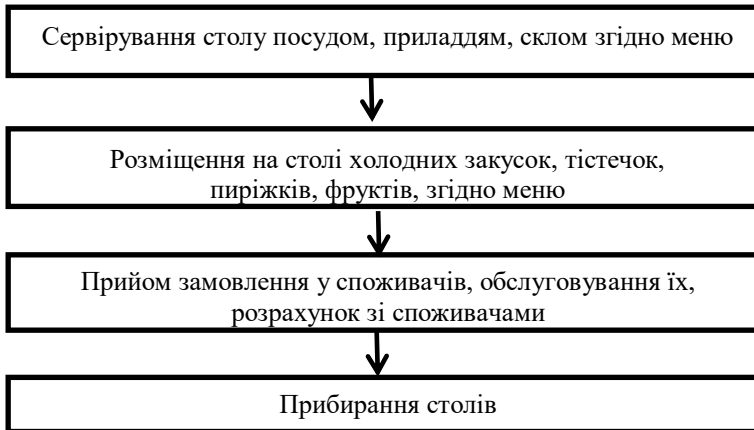 Сервірування столу посудом, приладдям, склом згідно меню
Розміщення на столі холодних закусок, тістечок,
пиріжків, фруктів, згідно меню
Прийом замовлення у споживачів, обслуговування їх,
розрахунок зі споживачами
Прибирання столів